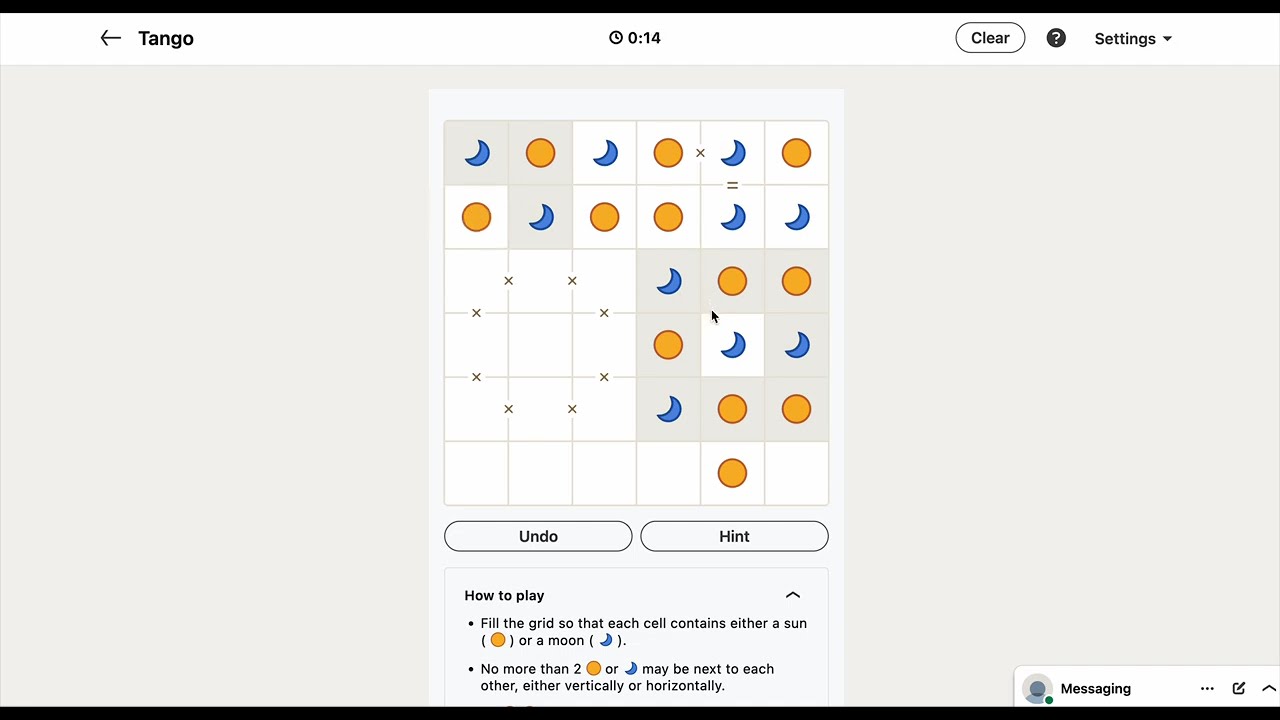 Tango
0:14
Clear
?
Settings
×
=
× ×
× ×
× ×
× ×
Undo
Hint
How to play
• Fill the grid so that each cell contains either a sun
( ) or a moon ( ).
• No more than 2 or may be next to each
other, either vertically or horizontally.
Messaging